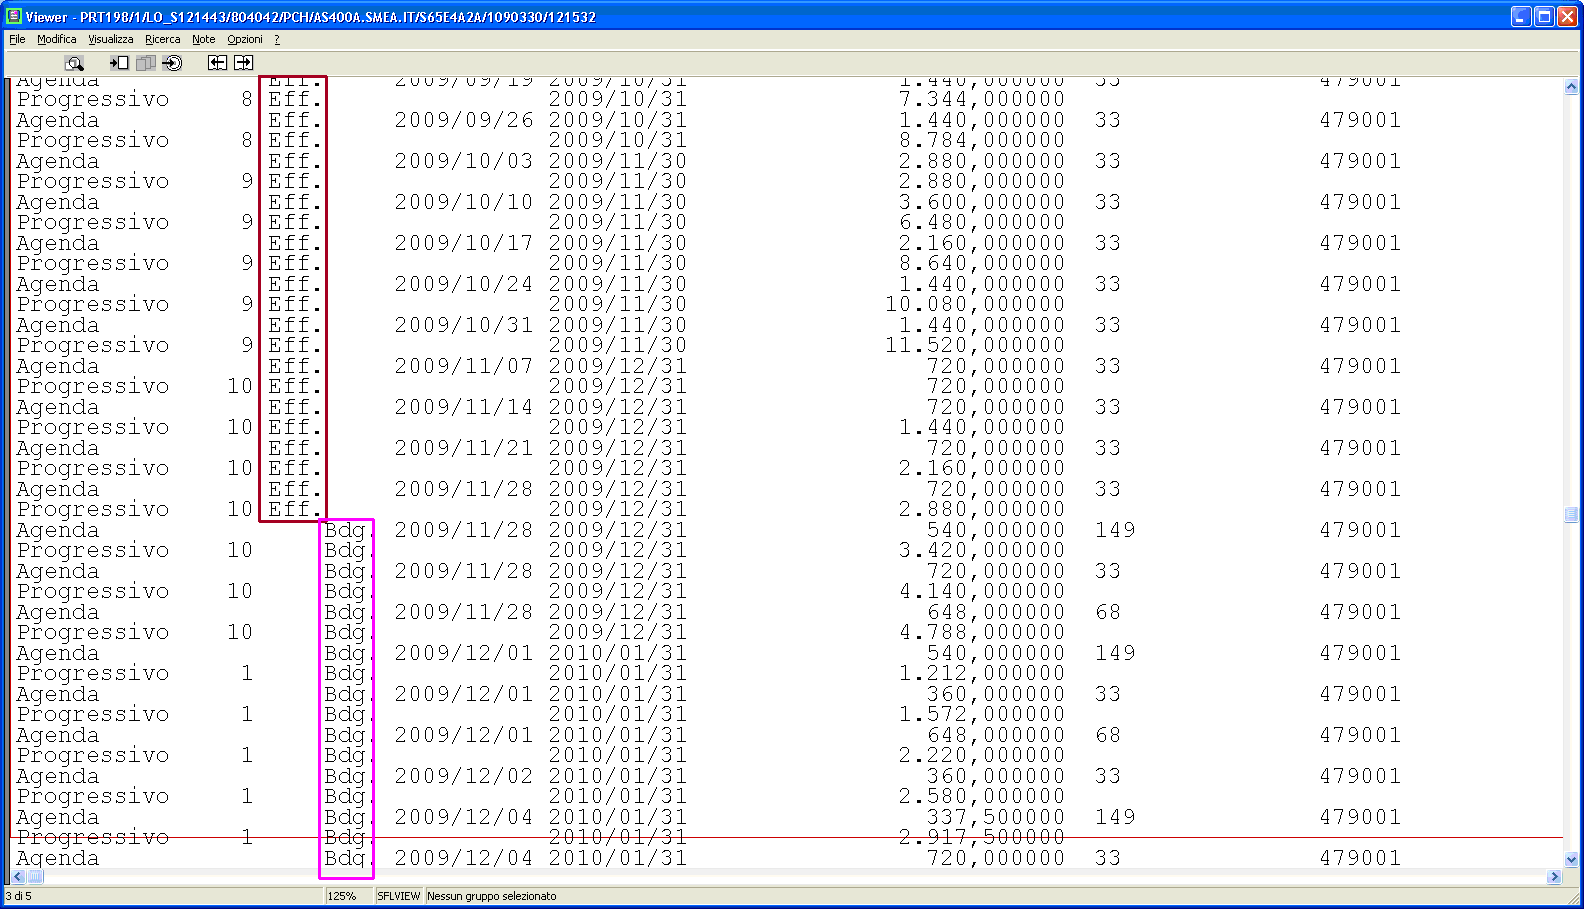 Viewer - PRT198/1/LO_S121443/804042/PCH/AS400A.SMEA.IT/S65E4A2A/1090330/121532
File Modifica Visualizza Ricerca Note Opzioni ?
Agenda Eff. 2009/09/19 2009/10/31 1.440,000000 33 479001
Progressivo 8 Eff. 2009/10/31 7.344,000000
Agenda Eff. 2009/09/26 2009/10/31 1.440,000000 33 479001
Progressivo 8 Eff. 2009/10/31 8.784,000000
Agenda Eff. 2009/10/03 2009/11/30 2.880,000000 33 479001
Progressivo 9 Eff. 2009/11/30 2.880,000000
Agenda Eff. 2009/10/10 2009/11/30 3.600,000000 33 479001
Progressivo 9 Eff. 2009/11/30 6.480,000000
Agenda Eff. 2009/10/17 2009/11/30 2.160,000000 33 479001
Progressivo 9 Eff. 2009/11/30 8.640,000000
Agenda Eff. 2009/10/24 2009/11/30 1.440,000000 33 479001
Progressivo 9 Eff. 2009/11/30 10.080,000000
Agenda Eff. 2009/10/31 2009/11/30 1.440,000000 33 479001
Progressivo 9 Eff. 2009/11/30 11.520,000000
Agenda Eff. 2009/11/07 2009/12/31 720,000000 33 479001
Progressivo 10 Eff. 2009/12/31 720,000000
Agenda Eff. 2009/11/14 2009/12/31 720,000000 33 479001
Progressivo 10 Eff. 2009/12/31 1.440,000000
Agenda Eff. 2009/11/21 2009/12/31 720,000000 33 479001
Progressivo 10 Eff. 2009/12/31 2.160,000000
Agenda Eff. 2009/11/28 2009/12/31 720,000000 33 479001
Progressivo 10 Eff. 2009/12/31 2.880,000000
Agenda Bdg. 2009/11/28 2009/12/31 540,000000 149 479001
Progressivo 10 Bdg. 2009/12/31 3.420,000000
Agenda Bdg. 2009/11/28 2009/12/31 720,000000 33 479001
Progressivo 10 Bdg. 2009/12/31 4.140,000000
Agenda Bdg. 2009/11/28 2009/12/31 648,000000 68 479001
Progressivo 10 Bdg. 2009/12/31 4.788,000000
Agenda Bdg. 2009/12/01 2010/01/31 540,000000 149 479001
Progressivo 1 Bdg. 2010/01/31 1.212,000000
Agenda Bdg. 2009/12/01 2010/01/31 360,000000 33 479001
Progressivo 1 Bdg. 2010/01/31 1.572,000000
Agenda Bdg. 2009/12/01 2010/01/31 648,000000 68 479001
Progressivo 1 Bdg. 2010/01/31 2.220,000000
Agenda Bdg. 2009/12/02 2010/01/31 360,000000 33 479001
Progressivo 1 Bdg. 2010/01/31 2.580,000000
Agenda Bdg. 2009/12/04 2010/01/31 337,500000 149 479001
Progressivo 1 Bdg. 2010/01/31 2.917,500000
Agenda Bdg. 2009/12/04 2010/01/31 720,000000 33 479001
3 di 5 125% SFLVIEW Nessun gruppo selezionato